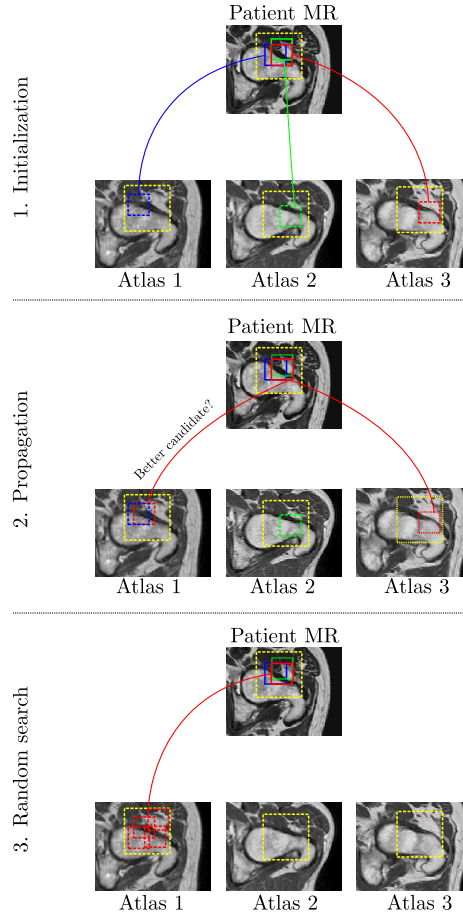 Patient MR
1. Initialization
Atlas 1
Atlas 2
Atlas 3
Patient MR
2. Propagation
Better candidate?
Atlas 1
Atlas 2
Atlas 3
Patient MR
3. Random search
Atlas 1
Atlas 2
Atlas 3